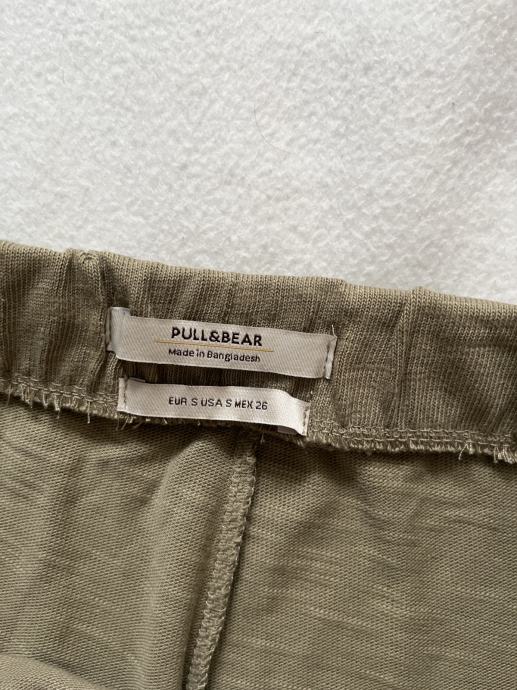 PULL&BEAR
Made in Bangladesh
EUR S USA S MEX 26